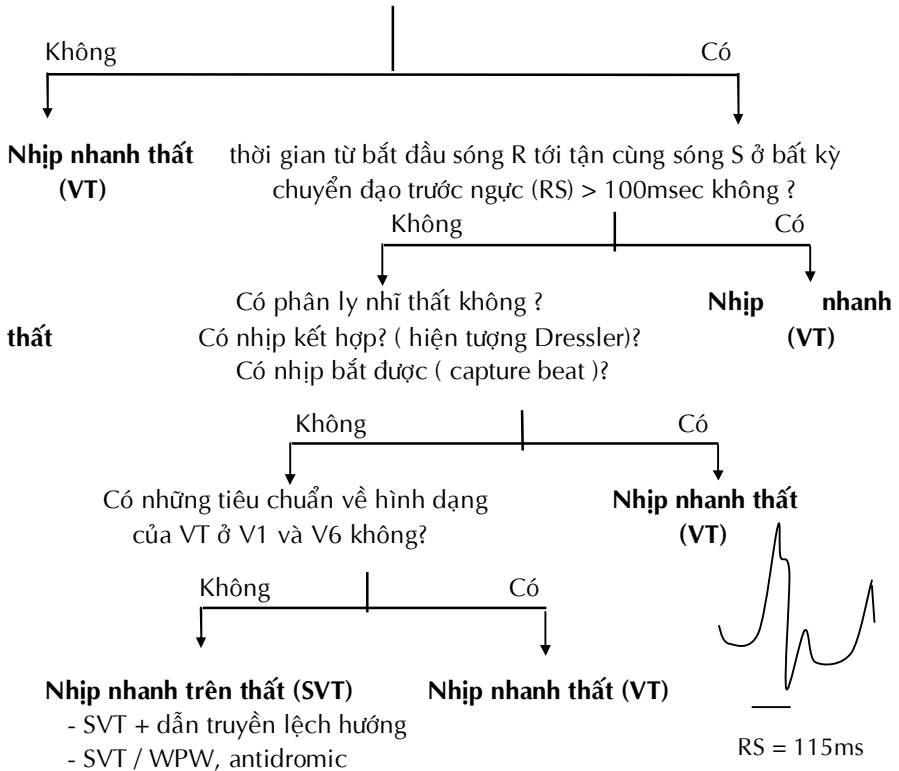 Không Có
Nhịp nhanh thất thời gian từ bắt đầu sóng R tới tận cùng sóng S ở bất kỳ
(VT) chuyển đạo trước ngực (RS) > 100msec không ?
Không Có
Có phân ly nhĩ thất không ? Nhịp nhanh
thất Có nhịp kết hợp? ( hiện tượng Dressler)? (VT)
Có nhịp bắt được ( capture beat )?
Không Có
Có những tiêu chuẩn về hình dạng Nhịp nhanh thất
của VT ở V1 và V6 không? (VT)
Không Có
Nhịp nhanh trên thất (SVT) Nhịp nhanh thất (VT)
- SVT + dẫn truyền lệch hướng
- SVT / WPW, antidromic RS = 115ms